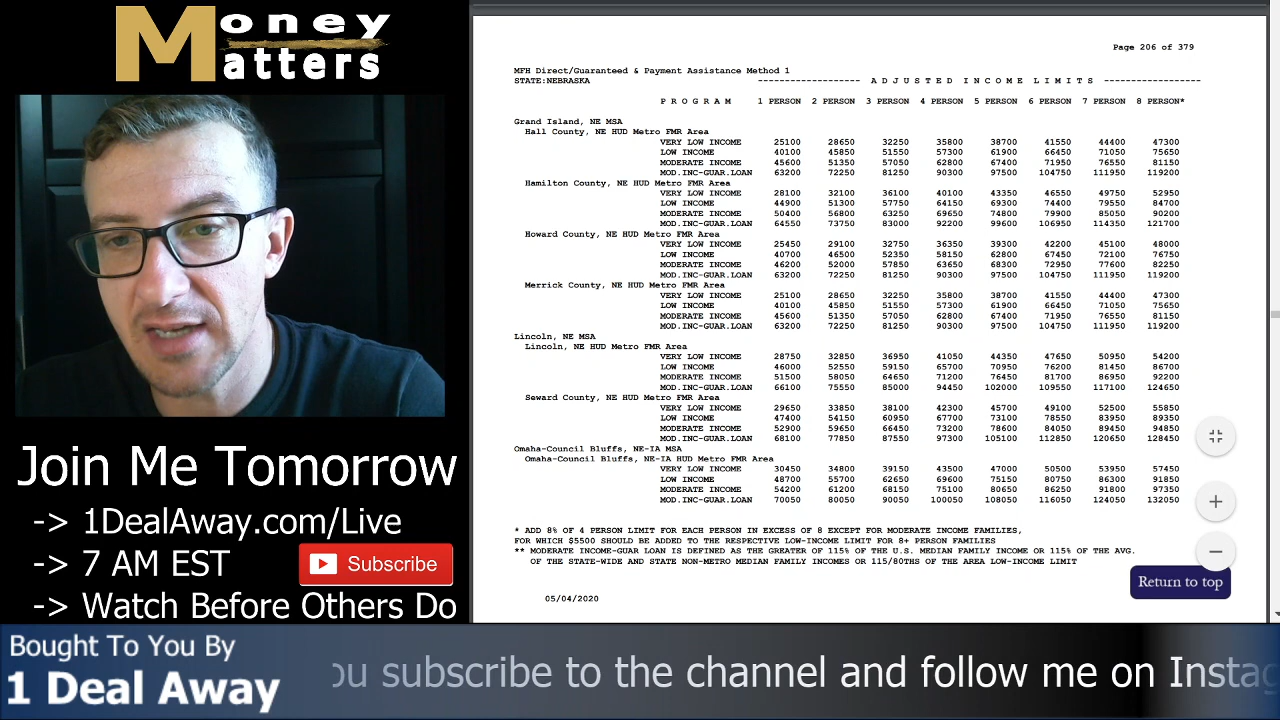 Money
Matters
Join Me Tomorrow
-> 1DealAway.com/Live
-> 7 AM EST
Subscribe
-> Watch Before Others Do
Page 206 of 379
MFH Direct/Guaranteed & Payment Assistance Method 1
STATE:NEBRASKA ------------------- A D J U S T E D I N C O M E L I M I T S ------------------
P R O G R A M 1 PERSON 2 PERSON 3 PERSON 4 PERSON 5 PERSON 6 PERSON 7 PERSON 8 PERSON*
Grand Island, NE MSA
Hall County, NE HUD Metro FMR Area
VERY LOW INCOME 25100 28650 32250 35800 38700 41550 44400 47300
LOW INCOME 40100 45850 51550 57300 61900 66450 71050 75650
MODERATE INCOME 45600 51350 57050 62800 67400 71950 76550 81150
MOD.INC-GUAR.LOAN 63200 72250 81250 90300 97500 104750 111950 119200
Hamilton County, NE HUD Metro FMR Area
VERY LOW INCOME 28100 32100 36100 40100 43350 46550 49750 52950
LOW INCOME 44900 51300 57750 64150 69300 74400 79550 84700
MODERATE INCOME 50400 56800 63250 69650 74800 79900 85050 90200
MOD.INC-GUAR.LOAN 64550 73750 83000 92200 99600 106950 114350 121700
Howard County, NE HUD Metro FMR Area
VERY LOW INCOME 25450 29100 32750 36350 39300 42200 45100 48000
LOW INCOME 40700 46500 52350 58150 62800 67450 72100 76750
MODERATE INCOME 46200 52000 57850 63650 68300 72950 77600 82250
MOD.INC-GUAR.LOAN 63200 72250 81250 90300 97500 104750 111950 119200
Merrick County, NE HUD Metro FMR Area
VERY LOW INCOME 25100 28650 32250 35800 38700 41550 44400 47300
LOW INCOME 40100 45850 51550 57300 61900 66450 71050 75650
MODERATE INCOME 45600 51350 57050 62800 67400 71950 76550 81150
MOD.INC-GUAR.LOAN 63200 72250 81250 90300 97500 104750 111950 119200
Lincoln, NE MSA
Lincoln, NE HUD Metro FMR Area
VERY LOW INCOME 28750 32850 36950 41050 44350 47650 50950 54200
LOW INCOME 46000 52550 59150 65700 70950 76200 81450 86700
MODERATE INCOME 51500 58050 64650 71200 76450 81700 86950 92200
MOD.INC-GUAR.LOAN 66100 75550 85000 94450 102000 109550 117100 124650
Seward County, NE HUD Metro FMR Area
VERY LOW INCOME 29650 33850 38100 42300 45700 49100 52500 55850
LOW INCOME 47400 54150 60950 67700 73100 78550 83950 89350
MODERATE INCOME 52900 59650 66450 73200 78600 84050 89450 94850
MOD.INC-GUAR.LOAN 68100 77850 87550 97300 105100 112850 120650 128450
Omaha-Council Bluffs, NE-IA MSA
Omaha-Council Bluffs, NE-IA HUD Metro FMR Area
VERY LOW INCOME 30450 34800 39150 43500 47000 50500 53950 57450
LOW INCOME 48700 55700 62650 69600 75150 80750 86300 91850
MODERATE INCOME 54200 61200 68150 75100 80650 86250 91800 97350
MOD.INC-GUAR.LOAN 70050 80050 90050 100050 108050 116050 124050 132050
* ADD 8% OF 4 PERSON LIMIT FOR EACH PERSON IN EXCESS OF 8 EXCEPT FOR MODERATE INCOME FAMILIES,
FOR WHICH $5500 SHOULD BE ADDED TO THE RESPECTIVE LOW-INCOME LIMIT FOR 8+ PERSON FAMILIES
** MODERATE INCOME-GUAR LOAN IS DEFINED AS THE GREATER OF 115% OF THE U.S. MEDIAN FAMILY INCOME OR 115% OF THE AVG.
OF THE STATE-WIDE AND STATE NON-METRO MEDIAN FAMILY INCOMES OR 115/80THS OF THE AREA LOW-INCOME LIMIT
Return to top
05/04/2020
Bought To You By
1 Deal Away
ou subscribe to the channel and follow me on Instag